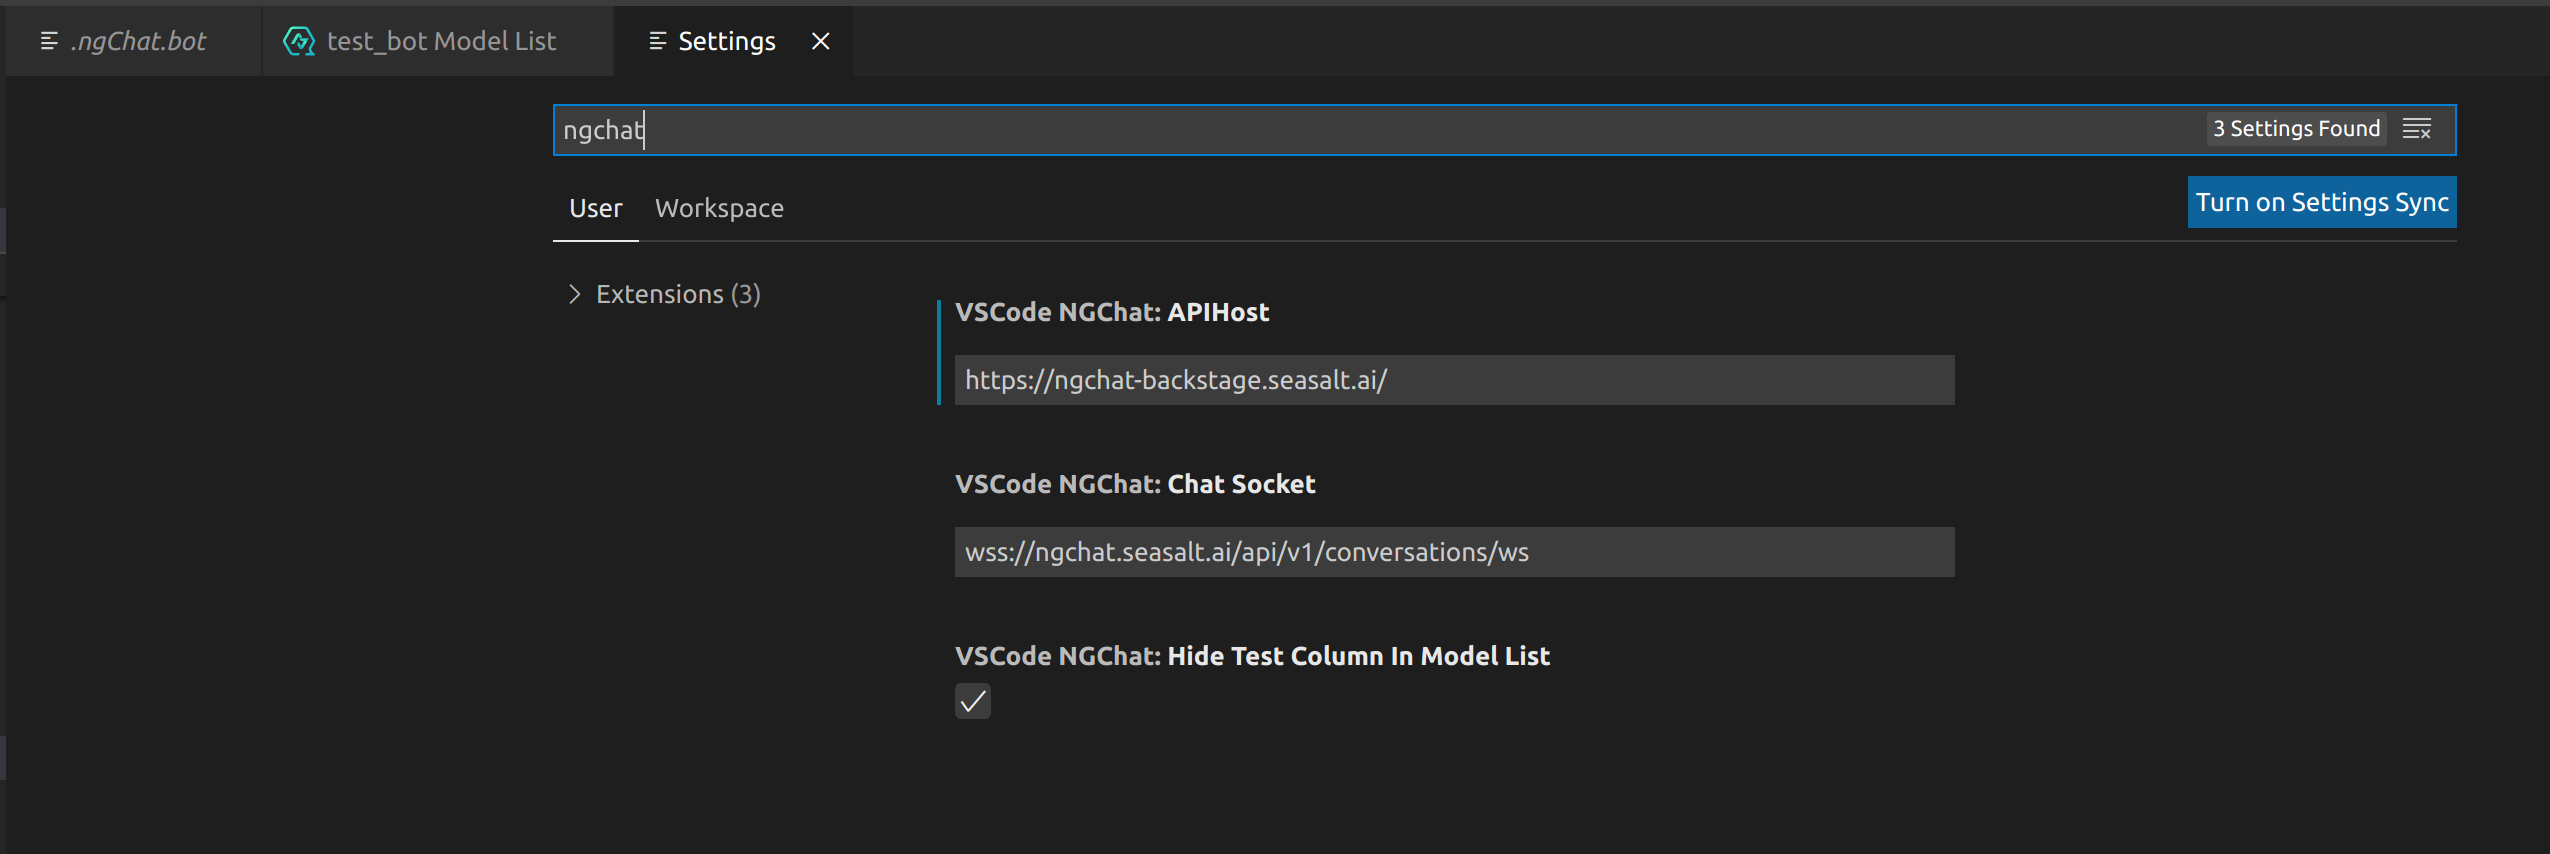 .ngChat.bot test_bot Model List Settings
ngchat 3 Settings Found
User Workspace Turn on Settings Sync
Extensions (3)
VSCode NGChat: APIHost
https://ngchat-backstage.seasalt.ai/
VSCode NGChat: Chat Socket
wss://ngchat.seasalt.ai/api/v1/conversations/ws
VSCode NGChat: Hide Test Column In Model List